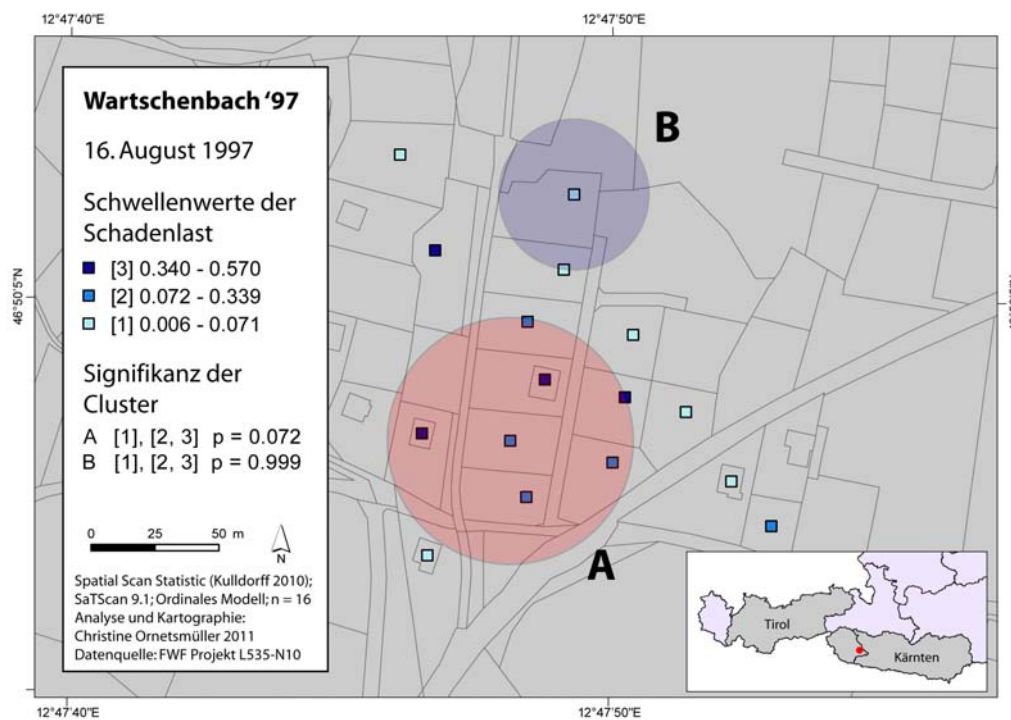 12°47'40"E
12°47'50"E
Wartschenbach ‘97
16. August 1997
Schwellenwerte der
Schadenlast
[3] 0.340 - 0.570
[2] 0.072 - 0.339
[1] 0.006 - 0.071
Signifikanz der
Cluster
A [1], [2, 3] p = 0.072
B [1], [2, 3] p = 0.999
0 25 50 m
N
Spatial Scan Statistic (Kulldorff 2010);
SaTScan 9.1; Ordinales Modell; n = 16
Analyse und Kartographie:
Christine Ornetsmüller 2011
Datenquelle: FWF Projekt L535-N10
46°50'5"N
B
A
Tirol
Kärnten
12°47'40"E
12°47'50"E